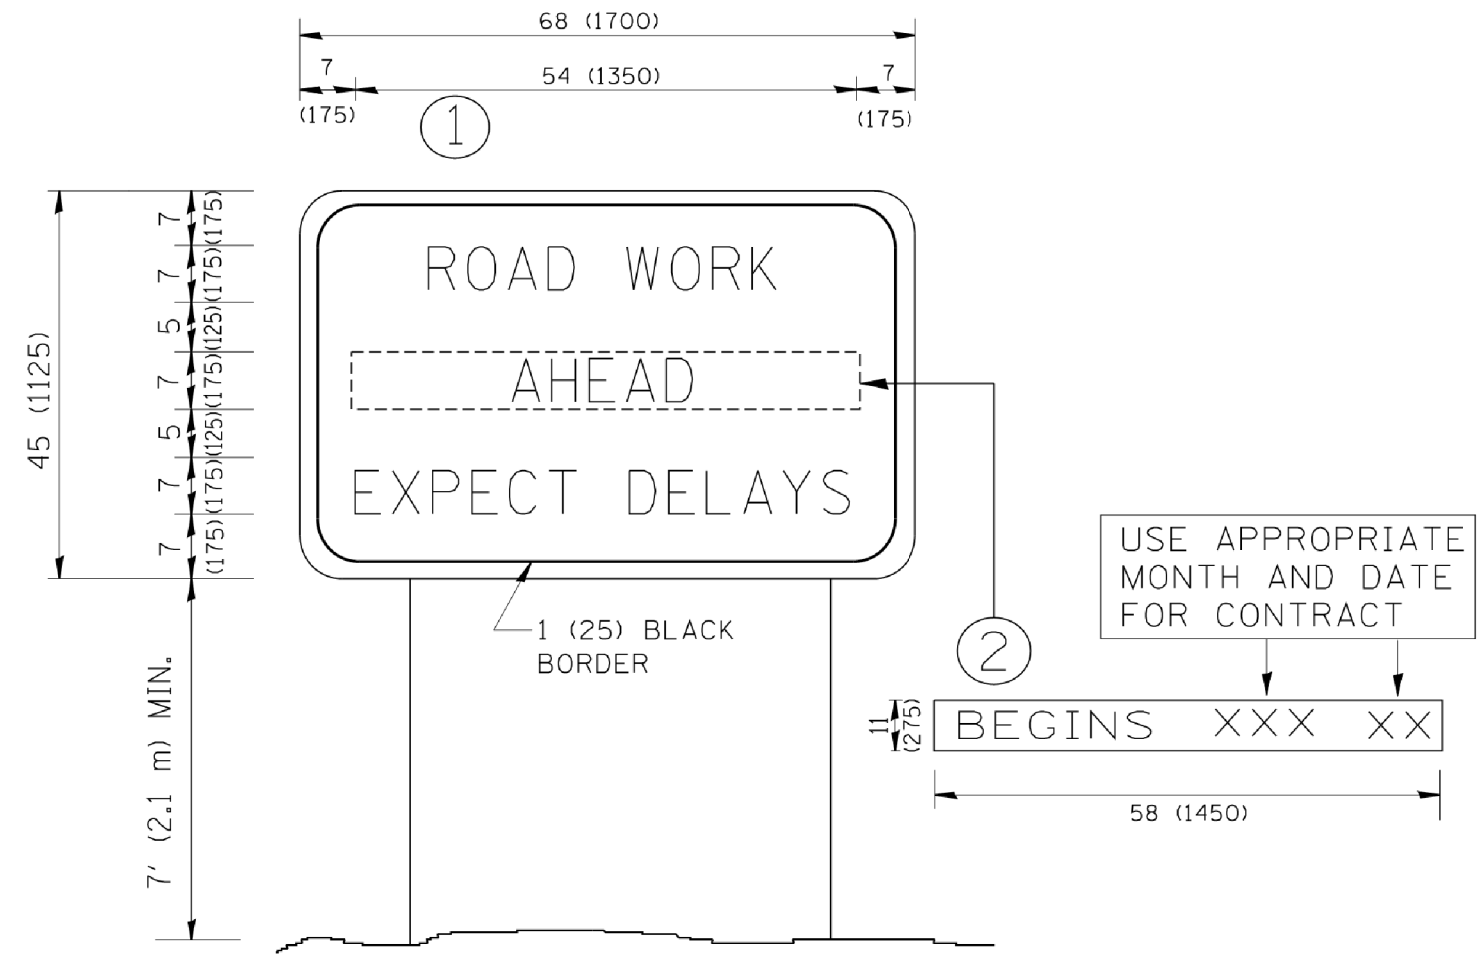 68 (1700)
7
54 (1350)
7
(175)
(175)
1
45 (1125)
7
(175)
7
(175)
5
(125)
7
(175)
5
(125)
7
(175)
7
(175)
ROAD WORK
AHEAD
EXPECT DELAYS
1 (25) BLACK
BORDER
7' (2.1 m) MIN.
USE APPROPRIATE
MONTH AND DATE
FOR CONTRACT
2
11
(275)
BEGINS XXX XX
58 (1450)